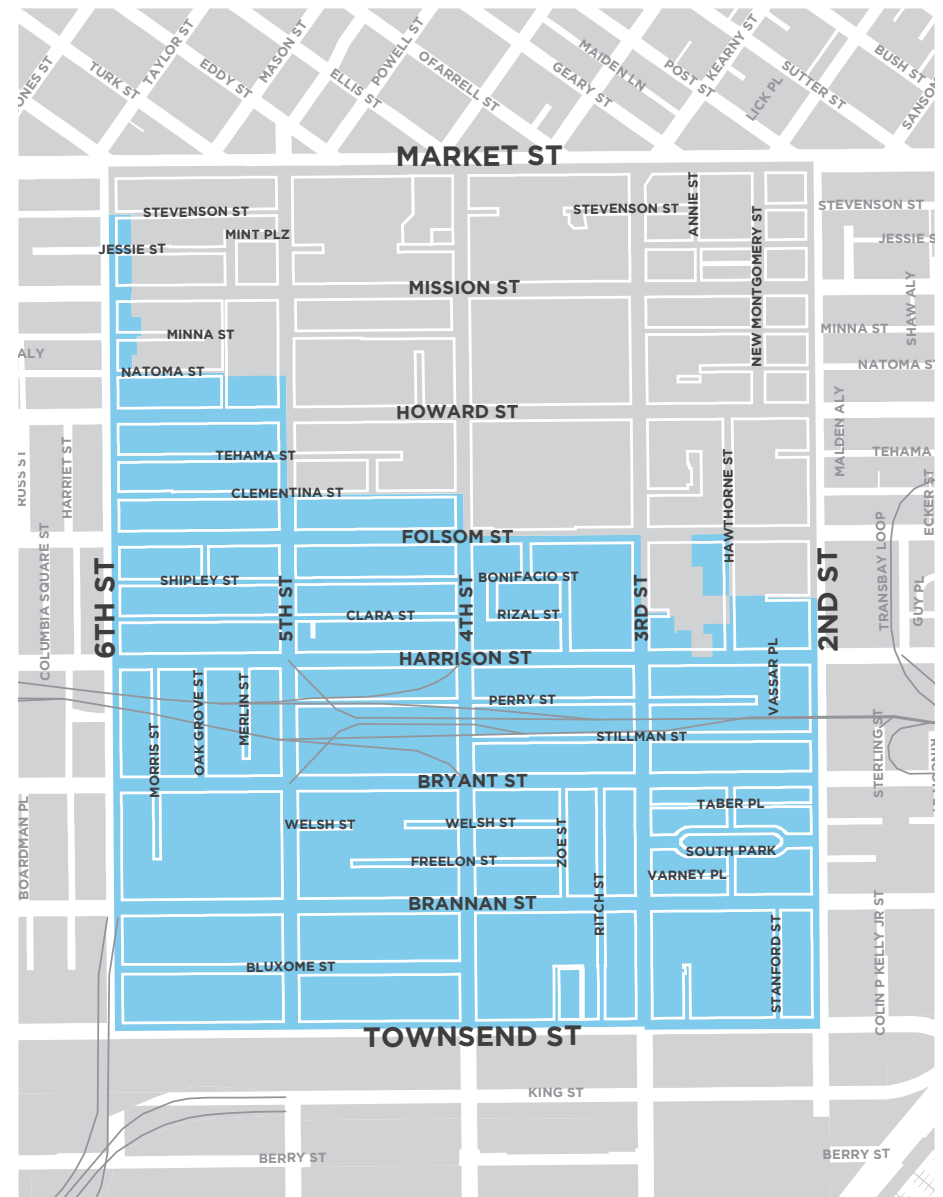 ONES ST
TURK ST
TAYLOR ST
EDDY ST
MASON ST
ELLIS ST
POWELL ST
OFARRELL ST
GEARY ST
MAIDEN LN
POST ST
KEARNY ST
LICK PL
SUTTER ST
BUSH ST
SANSOM
MARKET ST
STEVENSON ST
STEVENSON ST
ANNIE ST
STEVENSON ST
MINT PLZ
JESSIE ST
JESSIE S
NEW MONTGOMERY ST
MISSION ST
SHAW ALY
MINNA ST
MINNA ST
ALY
NATOMA ST
NATOMA ST
HOWARD ST
MALDEN ALY
RUSS ST
HARRIET ST
TEHAMA ST
TEHAMA
CLEMENTINA ST
HAWTHORNE ST
ECKER ST
FOLSOM ST
COLUMBIA SQUARE ST
6TH ST
SHIPLEY ST
5TH ST
4TH ST
BONIFACIO ST
3RD ST
2ND ST
TRANSBAY LOOP
GUY PL
CLARA ST
RIZAL ST
HARRISON ST
VASSAR PL
PERRY ST
MORRIS ST
OAK GROVE ST
MERLIN ST
STILLMAN ST
STERLING ST
BRYANT ST
TABER PL
BOARDMAN PL
WELSH ST
WELSH ST
ZOE ST
SOUTH PARK
FREELON ST
VARNEY PL
RITCH ST
BRANNAN ST
STANFORD ST
COLIN P KELLY JR ST
BLUXOME ST
TOWNSEND ST
KING ST
BERRY ST
BERRY ST